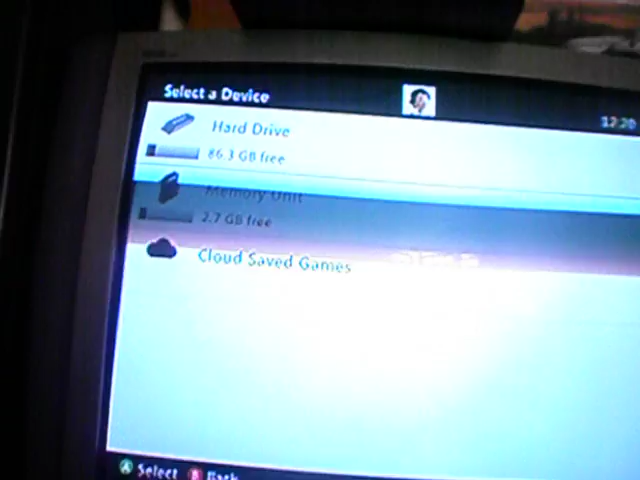 Select a Device
12:20
Hard Drive
86.3 GB free
Memory Unit
2.7 GB free
Cloud Saved Games
A Select B Back